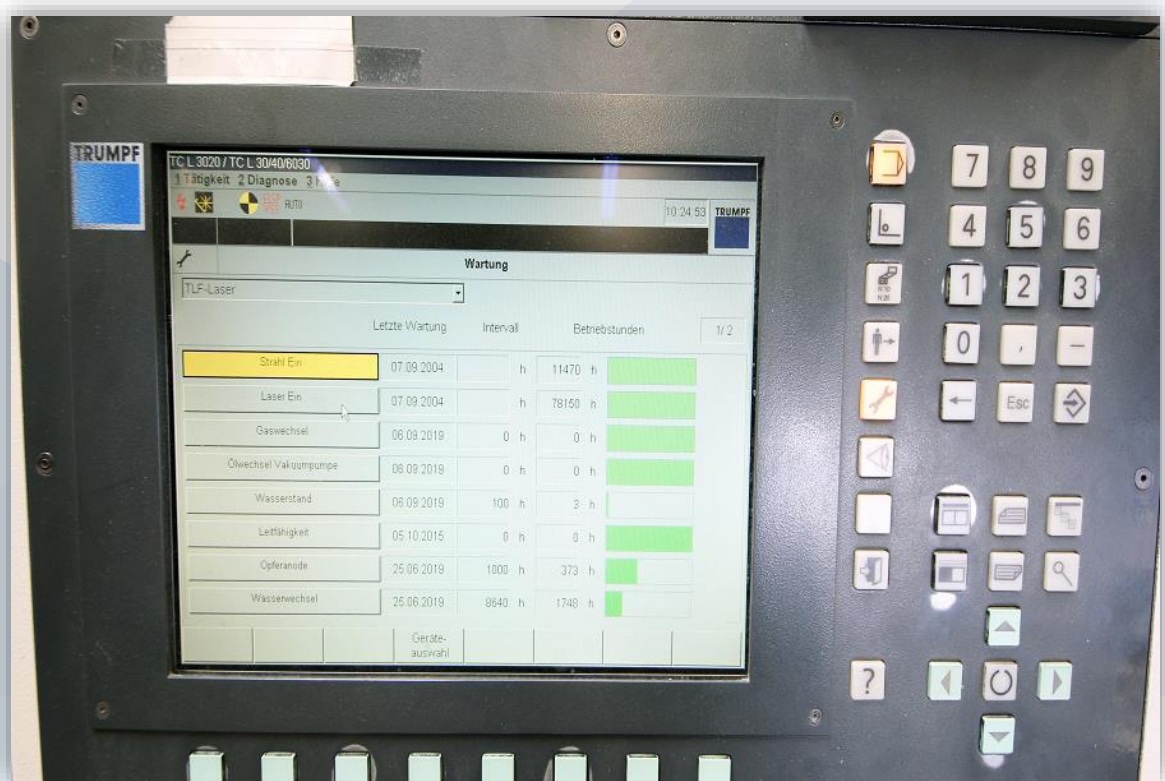 TRUMPF
TC L 3020 / TC L 30/40/6030
1 Tätigkeit 2 Diagnose 3
AUTO
10:24:53 TRUMPF
Wartung
TLF-Laser
Letzte Wartung Intervall Betriebstunden 1/ 2
Strahl Ein 07.09.2004 h 11470 h
Laser Ein 07.09.2004 h 78150 h
Gaswechsel 06.09.2019 0 h 0 h
Ölwechsel Vakuumpumpe 06.09.2019 0 h 0 h
Wasserstand 06.09.2019 100 h 3 h
Leitfähigkeit 05.10.2015 0 h 0 h
Opferanode 25.06.2019 1000 h 373 h
Wasserwechsel 25.06.2019 8640 h 1748 h
Geräte-
auswahl
7 8 9
4 5 6
1 2 3
0 , —
Esc
?